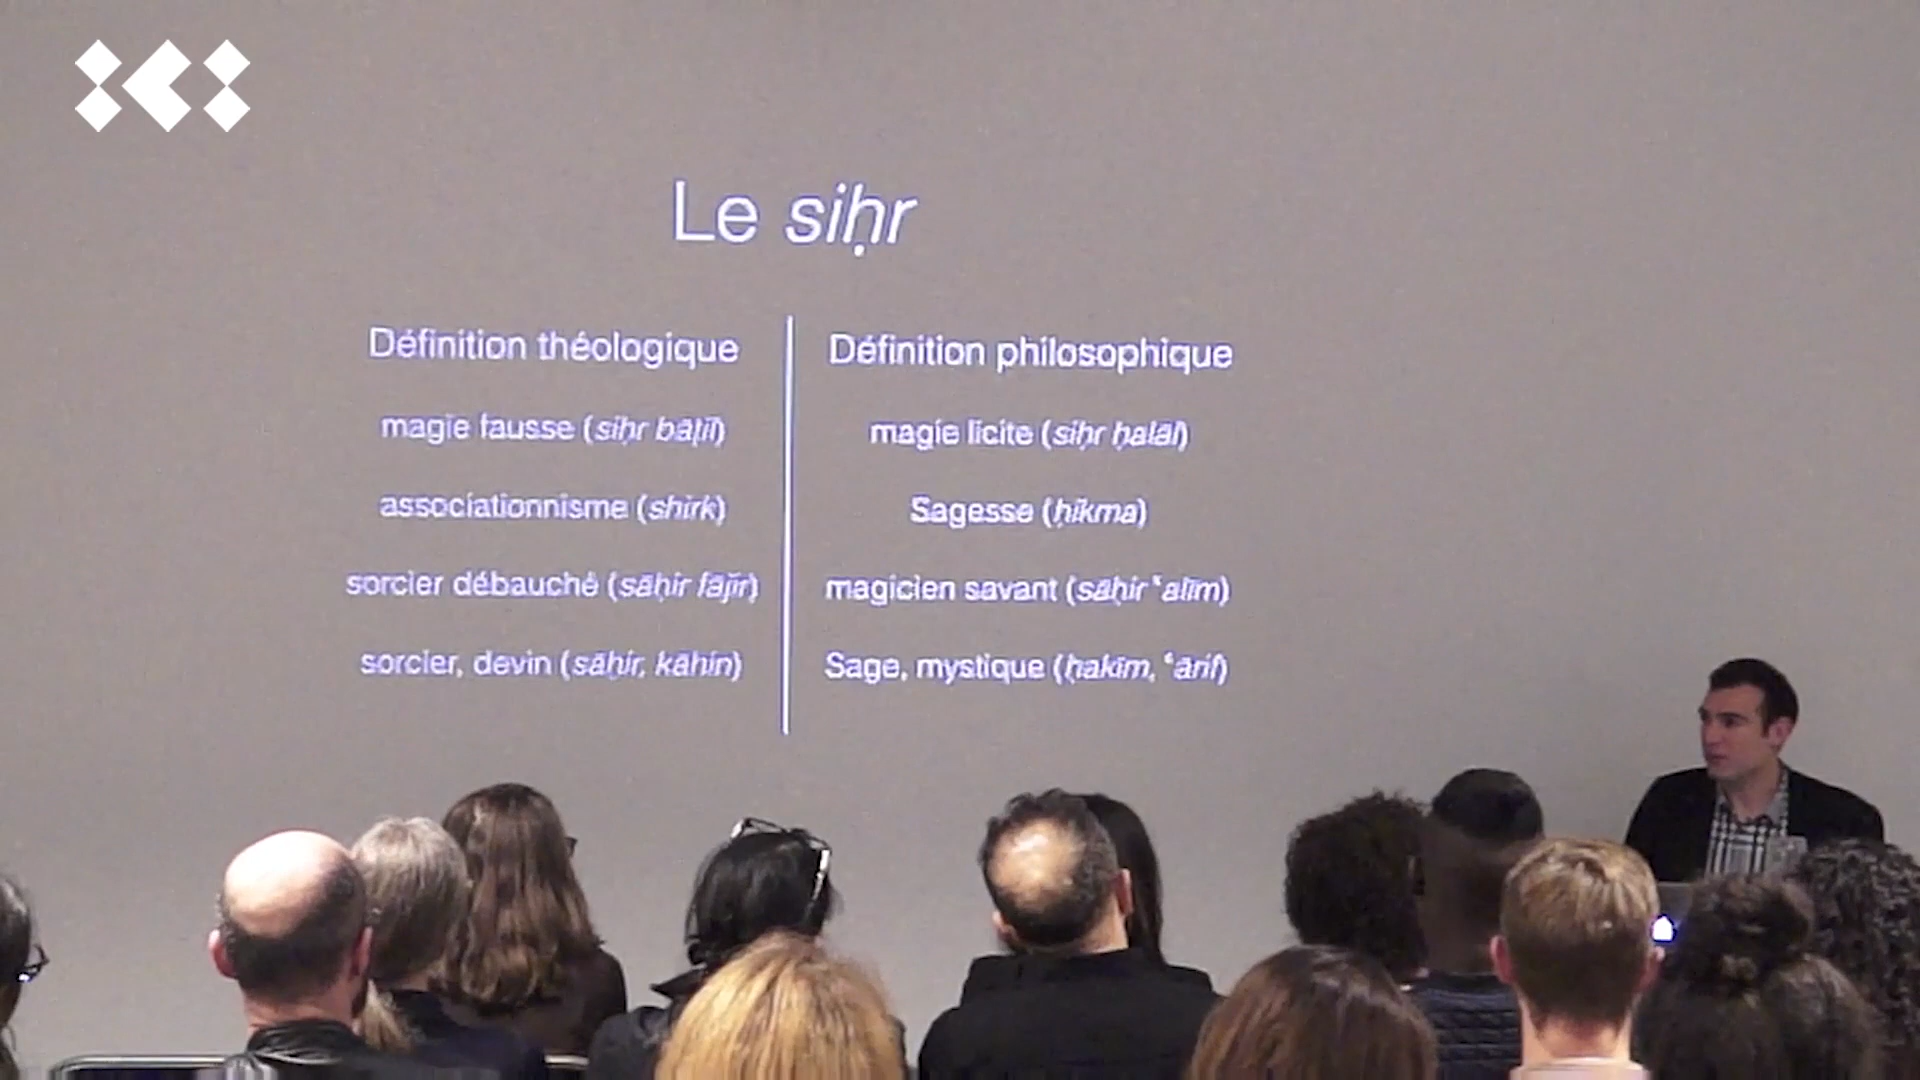 Le siḥr
Définition théologique
magie fausse (siḥr bāṭil)
associationnisme (shirk)
sorcier débauché (sāḥir fājir)
sorcier, devin (sāḥir, kāhin)
Définition philosophique
magie licite (siḥr ḥalāl)
Sagesse (ḥikma)
magicien savant (sāḥir ʿalīm)
Sage, mystique (ḥakīm, ʿārif)